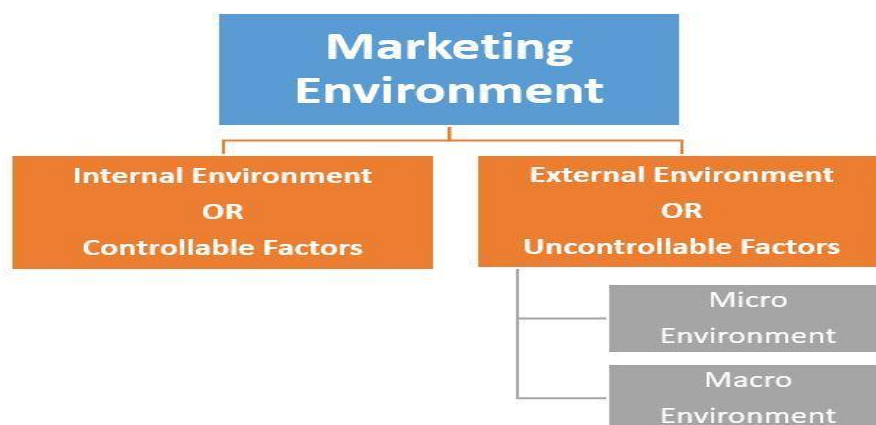 Marketing
Environment
Internal Environment
OR
Controllable Factors
External Environment
OR
Uncontrollable Factors
Micro
Environment
Macro
Environment